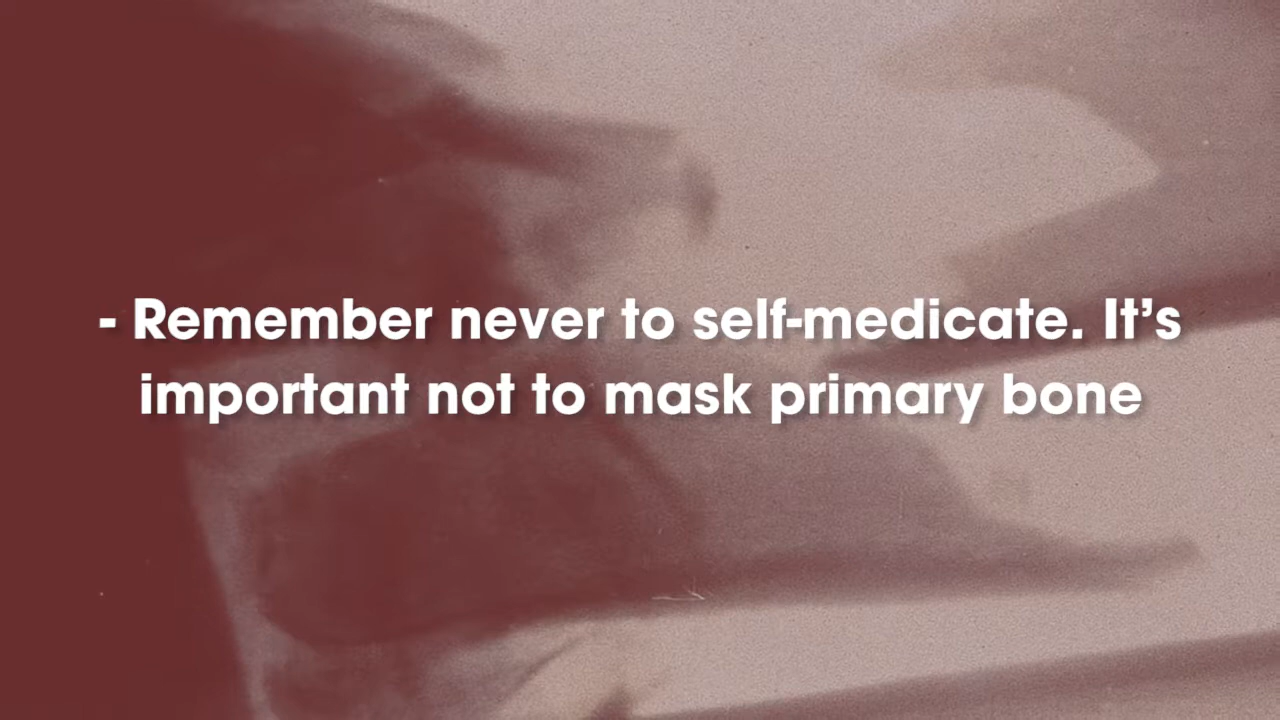 - Remember never to self-medicate. It’s
important not to mask primary bone